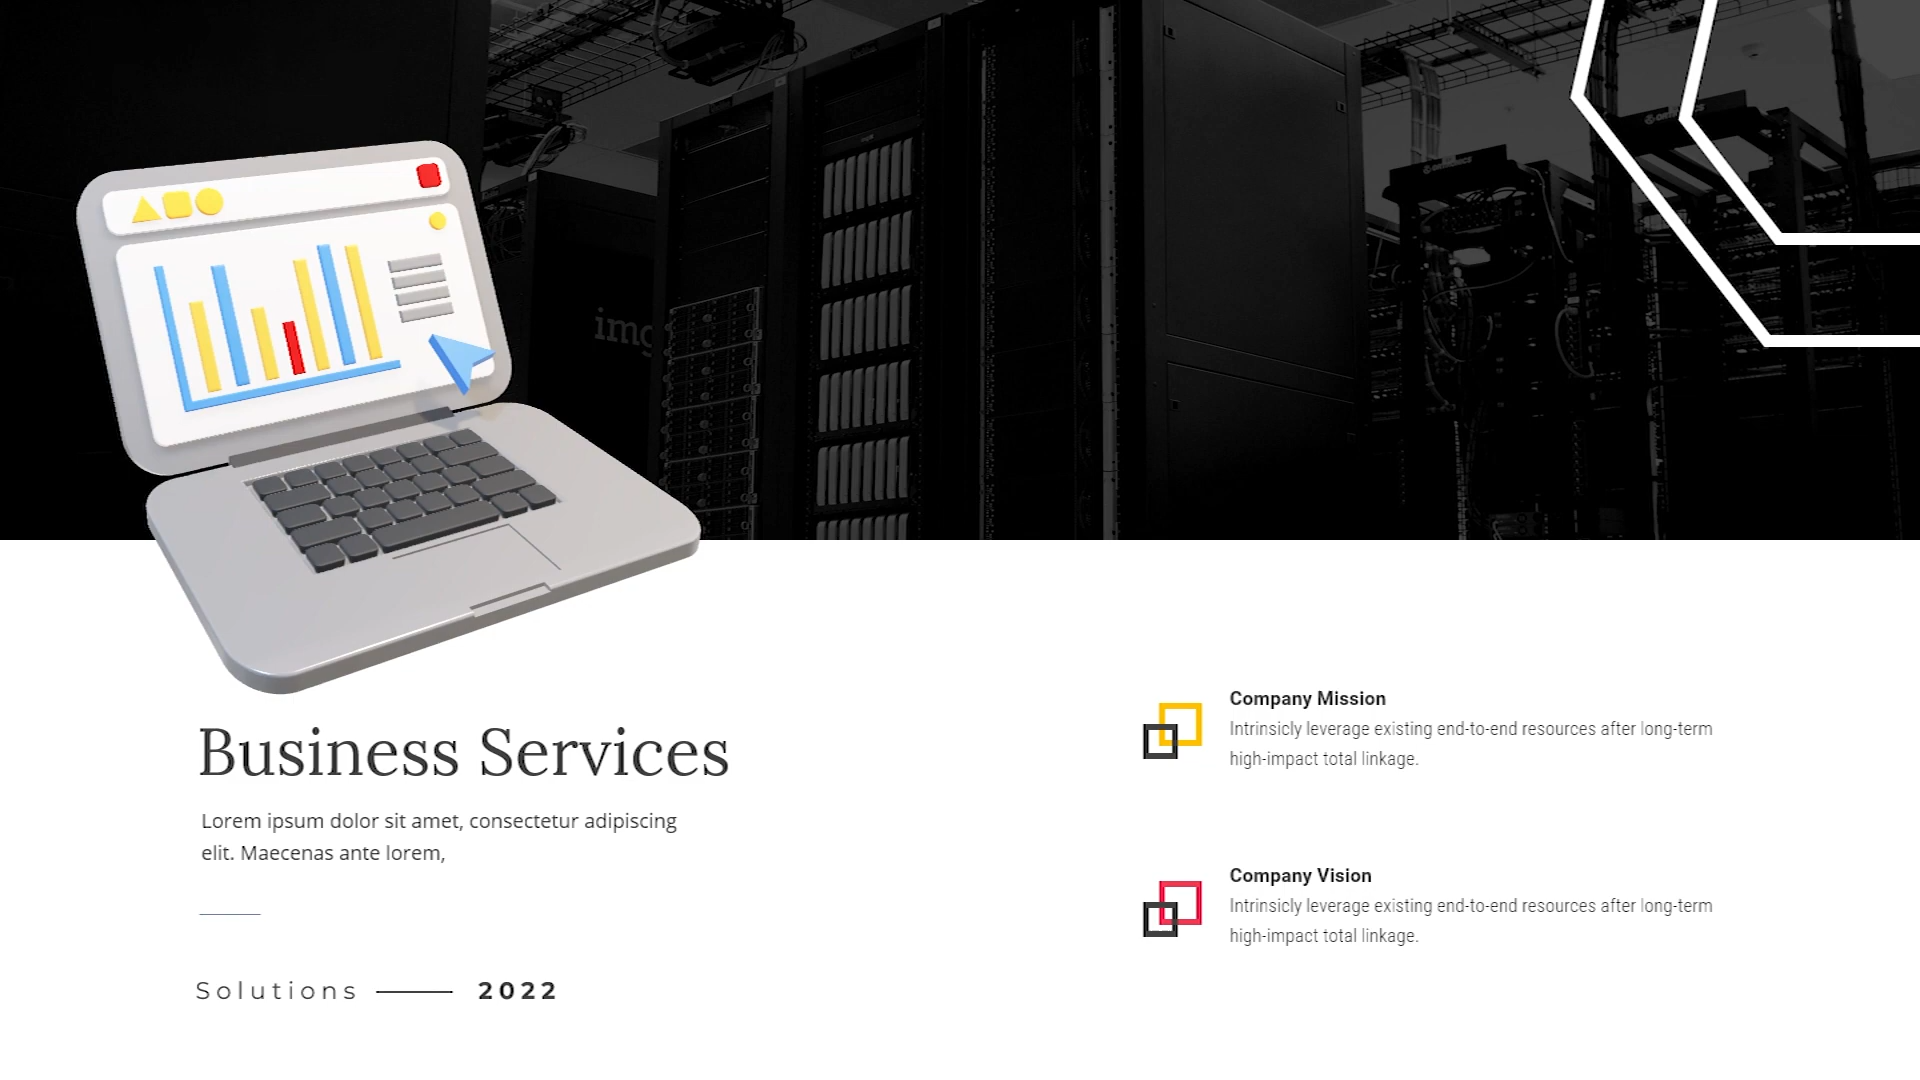 Business Services
Lorem ipsum dolor sit amet, consectetur adipiscing
elit. Maecenas ante lorem,
Solutions 2022
Company Mission
Intrinsicly leverage existing end-to-end resources after long-term
high-impact total linkage.
Company Vision
Intrinsicly leverage existing end-to-end resources after long-term
high-impact total linkage.